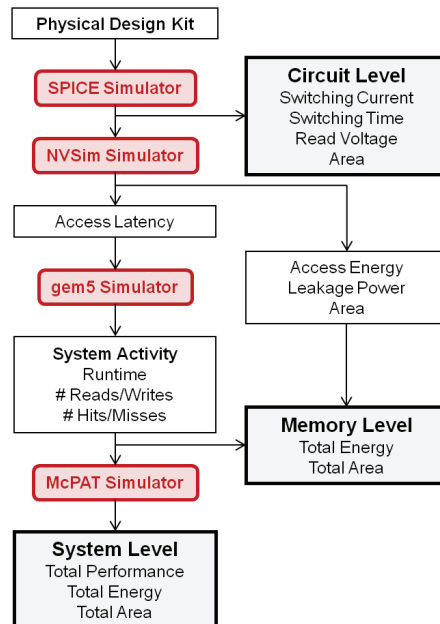 Physical Design Kit
SPICE Simulator
Circuit Level
Switching Current
Switching Time
Read Voltage
Area
NVSim Simulator
Access Latency
Access Energy
Leakage Power
Area
gem5 Simulator
System Activity
Runtime
# Reads/Writes
# Hits/Misses
Memory Level
Total Energy
Total Area
McPAT Simulator
System Level
Total Performance
Total Energy
Total Area